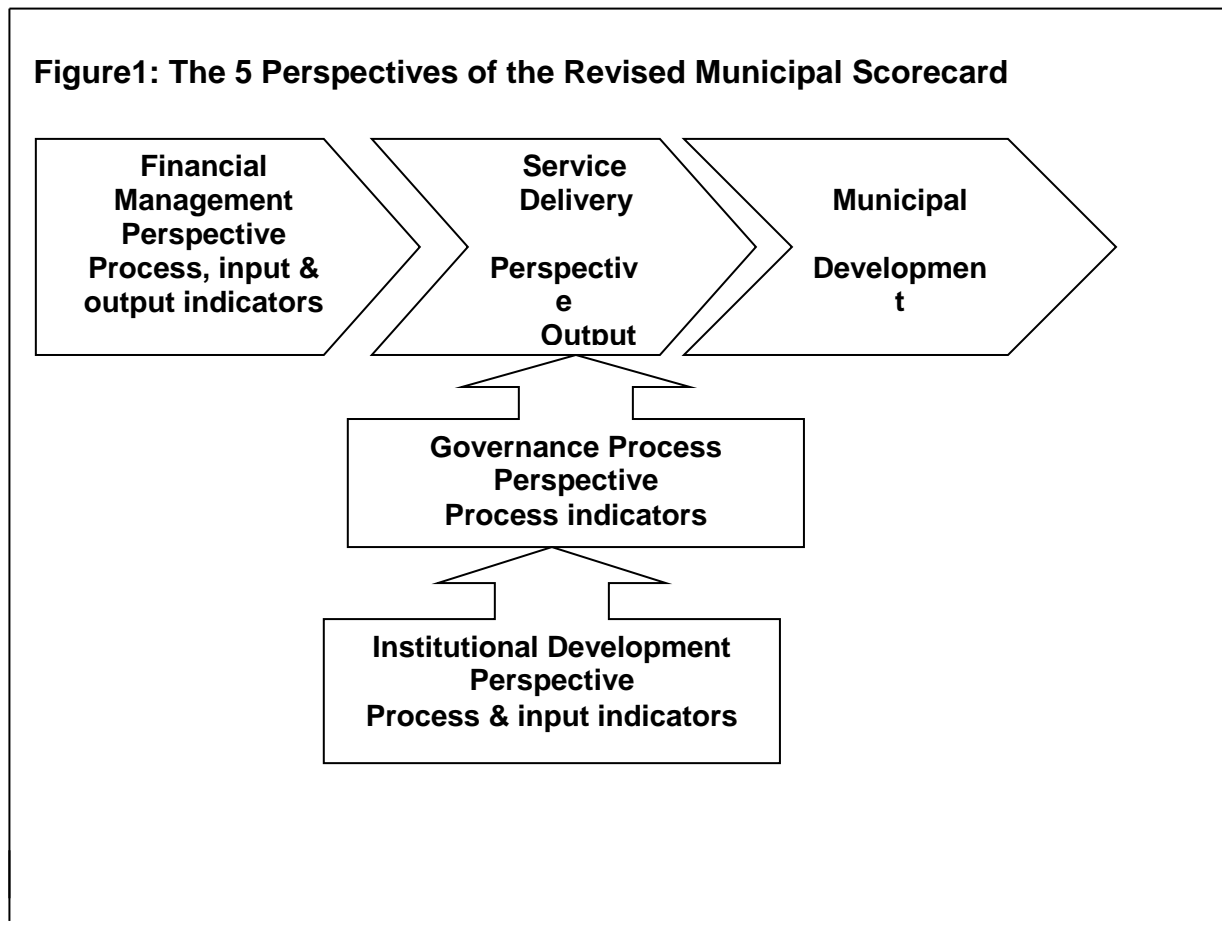 Figure1: The 5 Perspectives of the Revised Municipal Scorecard
Financial
Management
Perspective
Process, input &
output indicators
Service
Delivery
Perspectiv
e
Output
Municipal
Developmen
t
Governance Process
Perspective
Process indicators
Institutional Development
Perspective
Process & input indicators